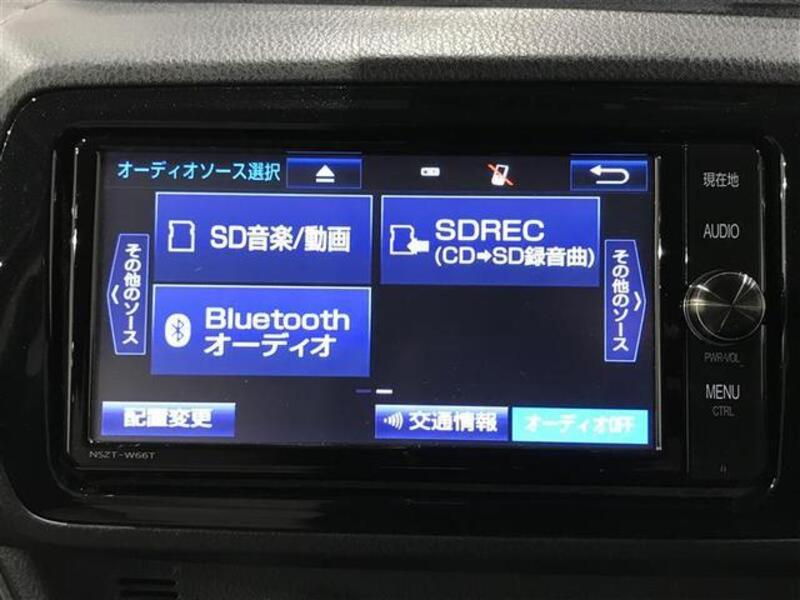 オーディオソース選択
現在地
SD音楽/動画
SDREC
(CD➡SD録音曲)
AUDIO
その他のソース
その他のソース
Bluetooth
オーディオ
PWR•VOL
MENU
CTRL
配置変更
交通情報
オーディオOFF
NSZT-W66T